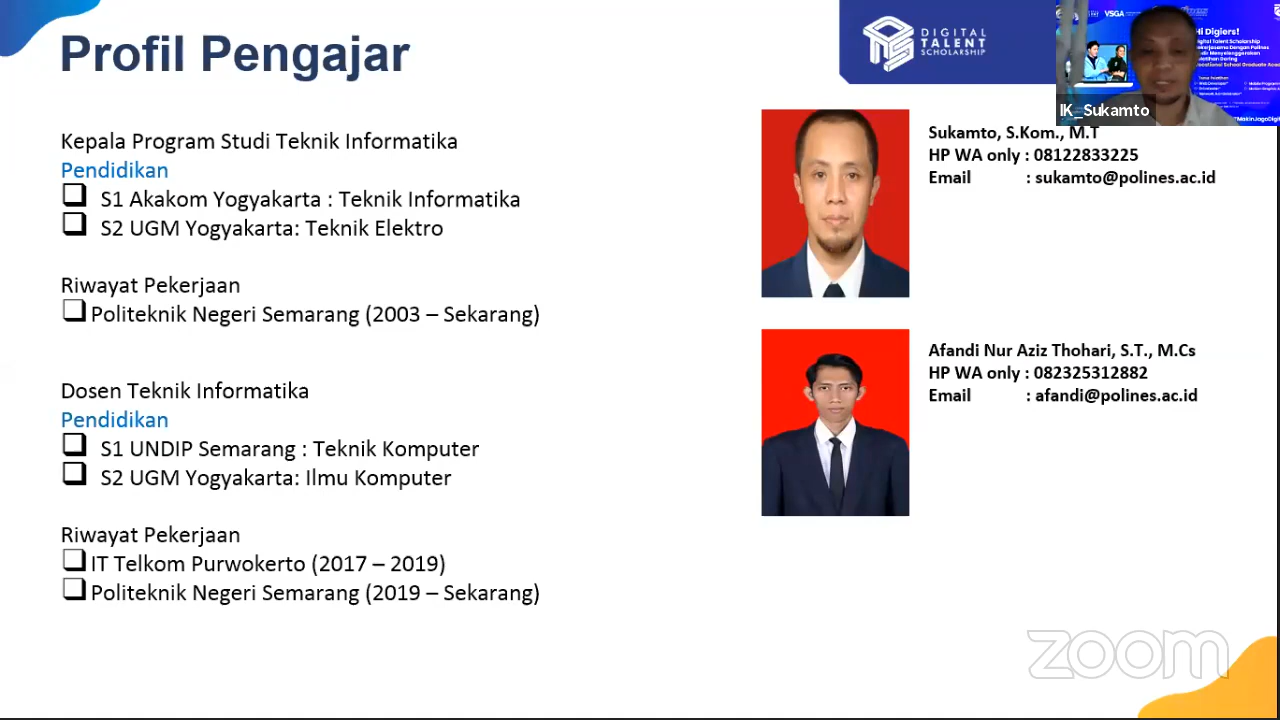 Profil Pengajar
DIGITAL
TALENT
SCHOLARSHIP
VSGA
Hi Digiers!
IK_Sukamto
Kepala Program Studi Teknik Informatika
Pendidikan
S1 Akakom Yogyakarta : Teknik Informatika
S2 UGM Yogyakarta: Teknik Elektro
Riwayat Pekerjaan
Politeknik Negeri Semarang (2003 – Sekarang)
Sukamto, S.Kom., M.T
HP WA only : 08122833225
Email : sukamto@polines.ac.id
Dosen Teknik Informatika
Pendidikan
S1 UNDIP Semarang : Teknik Komputer
S2 UGM Yogyakarta: Ilmu Komputer
Riwayat Pekerjaan
IT Telkom Purwokerto (2017 – 2019)
Politeknik Negeri Semarang (2019 – Sekarang)
Afandi Nur Aziz Thohari, S.T., M.Cs
HP WA only : 082325312882
Email : afandi@polines.ac.id
zoom